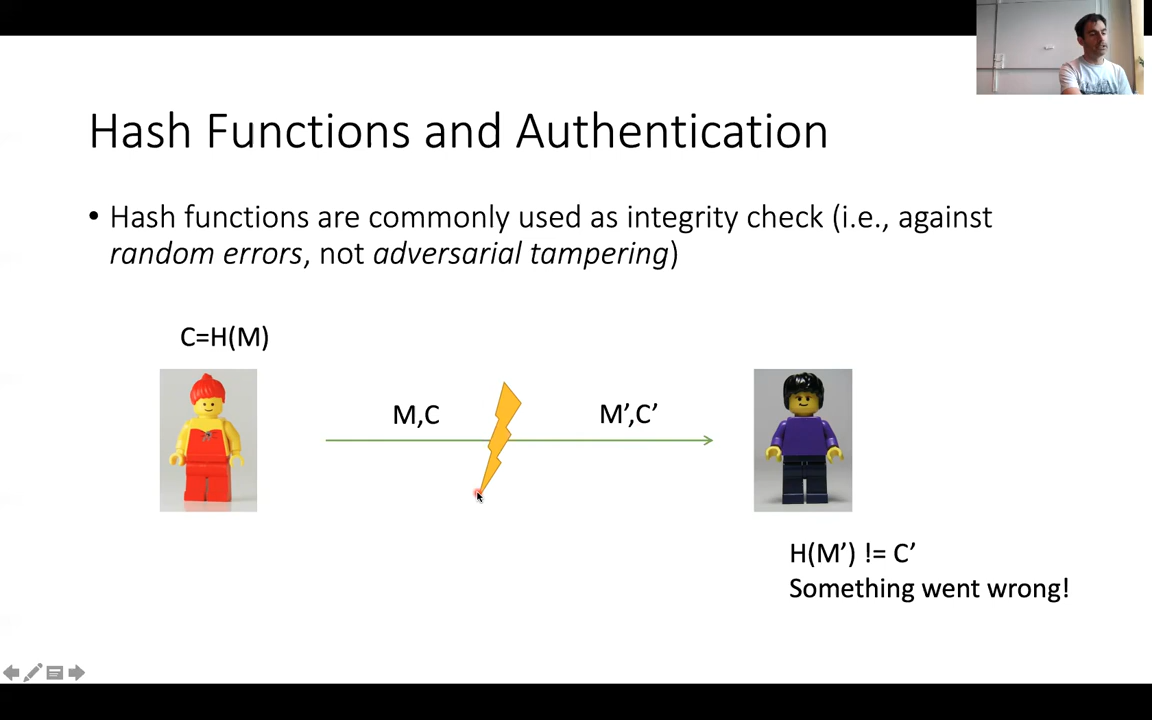 Hash Functions and Authentication
• Hash functions are commonly used as integrity check (i.e., against
random errors, not adversarial tampering)
C=H(M)
M,C
M’,C’
H(M’) != C’
Something went wrong!